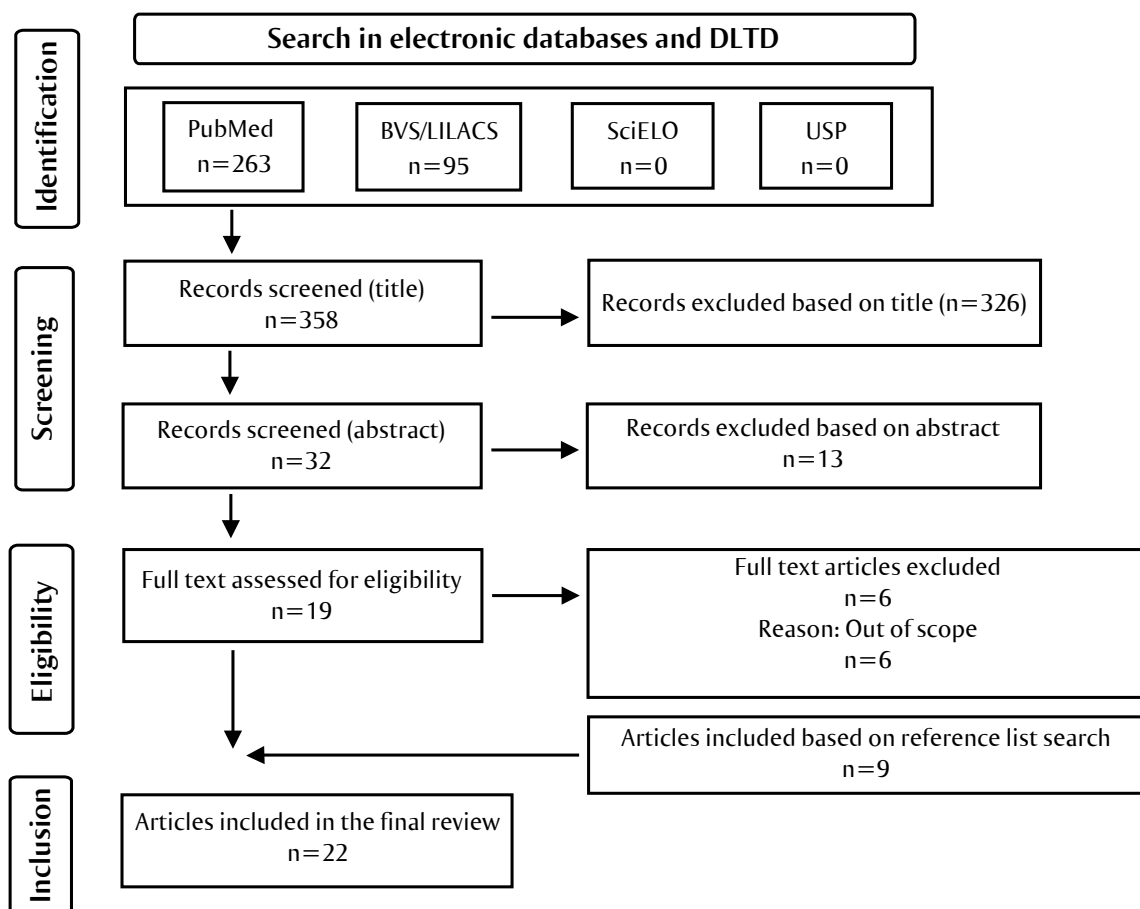 Search in electronic databases and DLTD
Identification
PubMed
n=263
BVS/LILACS
n=95
SciELO
n=0
USP
n=0
Screening
Records screened (title)
n=358
Records excluded based on title (n=326)
Records screened (abstract)
n=32
Records excluded based on abstract
n=13
Eligibility
Full text assessed for eligibility
n=19
Full text articles excluded
n=6
Reason: Out of scope
n=6
Articles included based on reference list search
n=9
Inclusion
Articles included in the final review
n=22